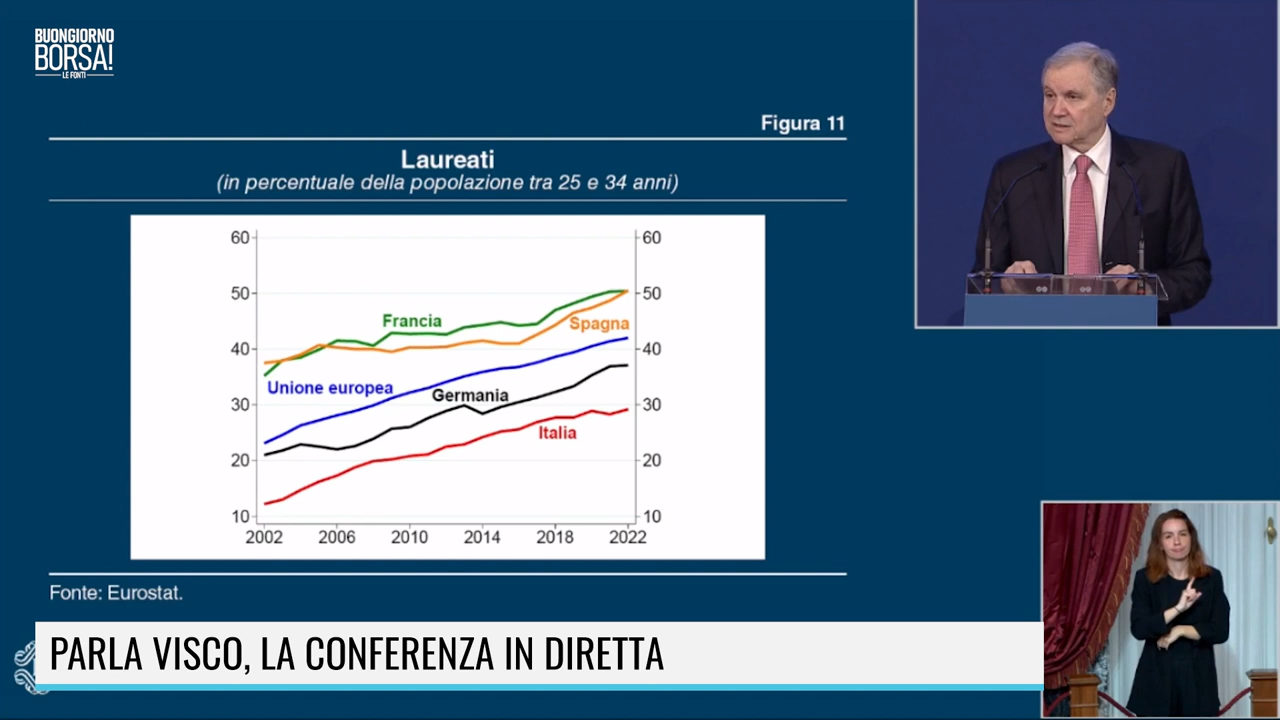 BUONGIORNO
BORSA!
LE FONTI
Figura 11
Laureati
(in percentuale della popolazione tra 25 e 34 anni)
60 60
50 50
Francia
Spagna
40 40
Unione europea
Germania
30 30
Italia
20 20
10 10
2002 2006 2010 2014 2018 2022
Fonte: Eurostat.
PARLA VISCO, LA CONFERENZA IN DIRETTA